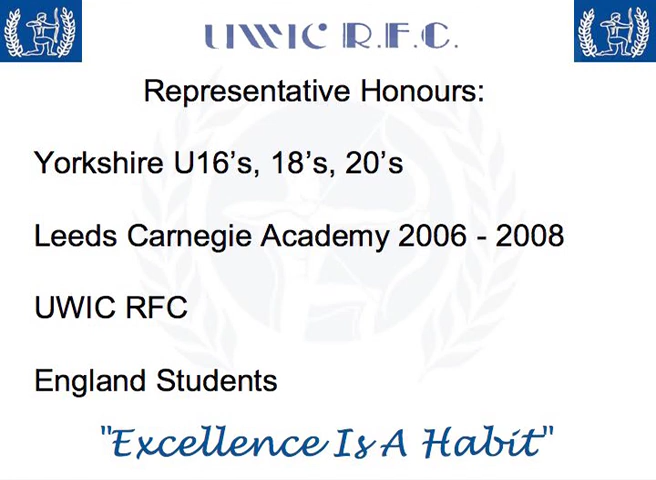 UWIC R.F.C.
Representative Honours:
Yorkshire U16’s, 18’s, 20’s
Leeds Carnegie Academy 2006 - 2008
UWIC RFC
England Students
"Excellence Is A Habit"